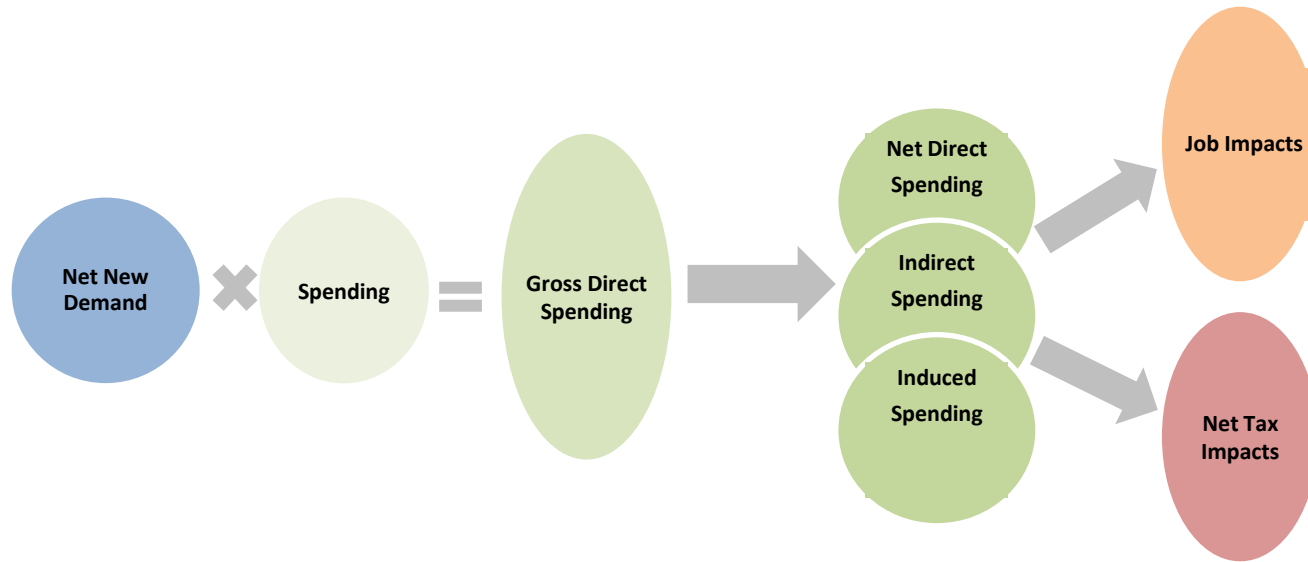 Net New
Demand
Spending
Gross Direct
Spending
Net Direct
Spending
Indirect
Spending
Induced
Spending
Job Impacts
Net Tax
Impacts